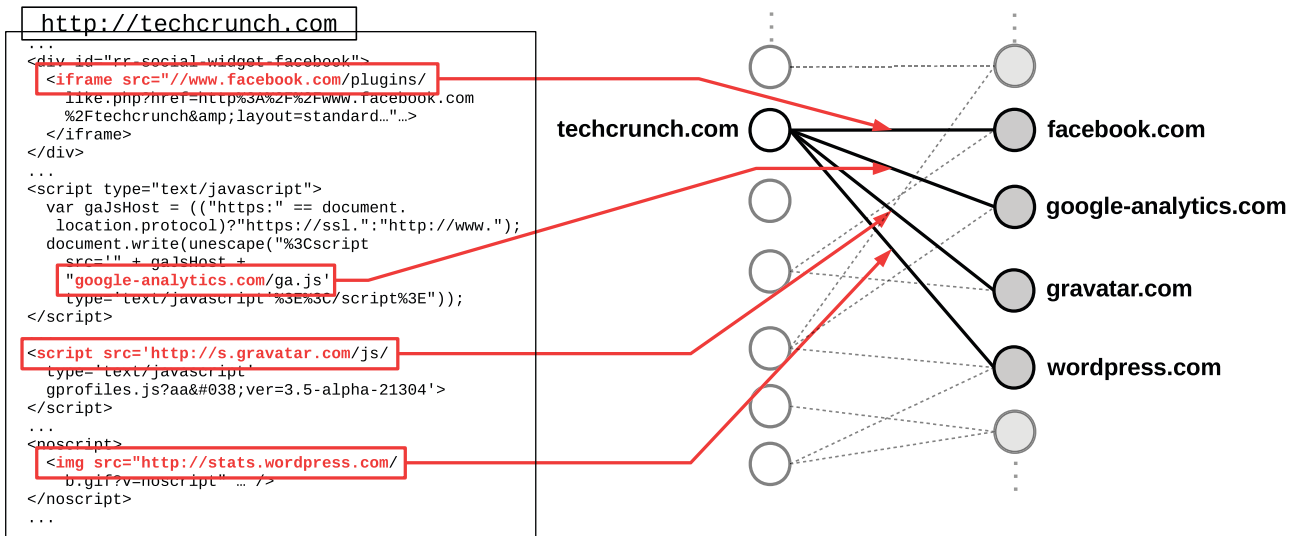 http://techcrunch.com
...
<div id="rr-social-widget-facebook">
<iframe src="//www.facebook.com/plugins/
like.php?href=http%3A%2F%2Fwww.facebook.com
%2Ftechcrunch&amp;layout=standard…"…>
</iframe>
</div>
...
<script type="text/javascript">
var gaJsHost = (("https:" == document.
location.protocol)?"https://ssl.":"http://www.");
document.write(unescape("%3Cscript
src='" + gaJsHost +
"google-analytics.com/ga.js'
type='text/javascript'%3E%3C/script%3E"));
</script>
<script src='http://s.gravatar.com/js/
type='text/javascript'
gprofiles.js?aa&#038;ver=3.5-alpha-21304'>
</script>
...
<noscript>
<img src="http://stats.wordpress.com/
b.gif?v=noscript" … />
</noscript>
...
techcrunch.com
facebook.com
google-analytics.com
gravatar.com
wordpress.com